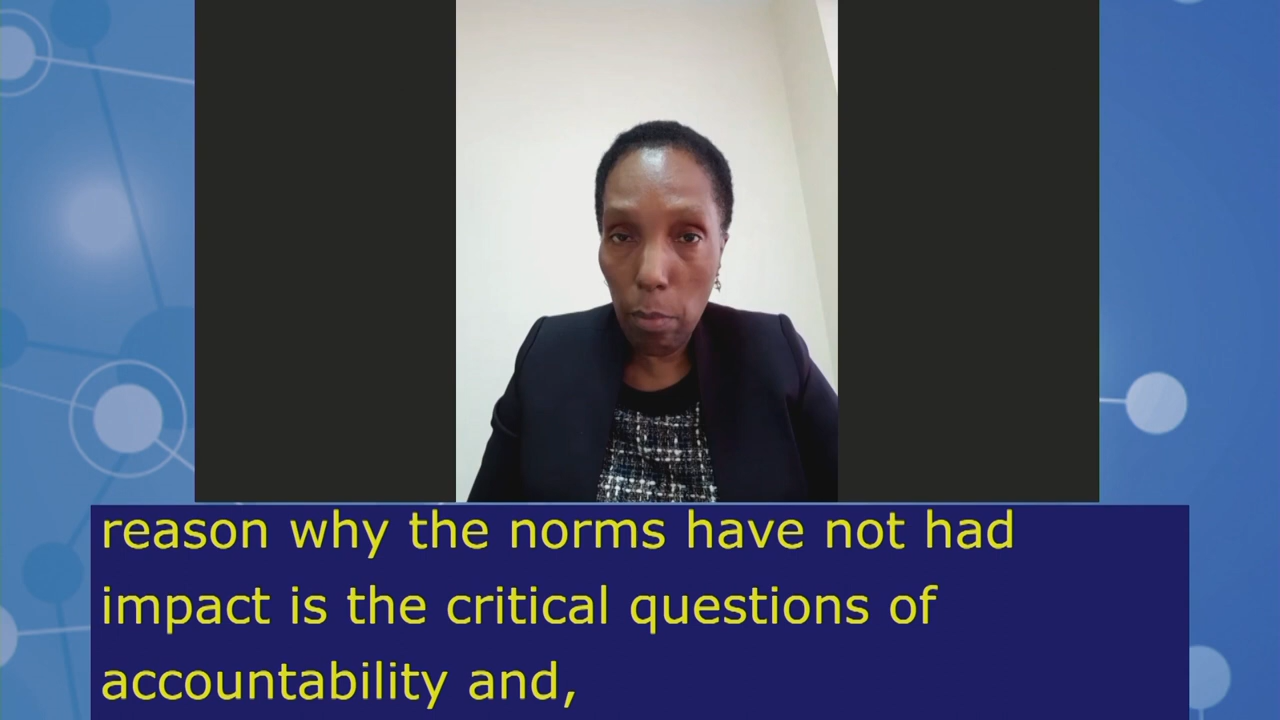 reason why the norms have not had
impact is the critical questions of
accountability and,